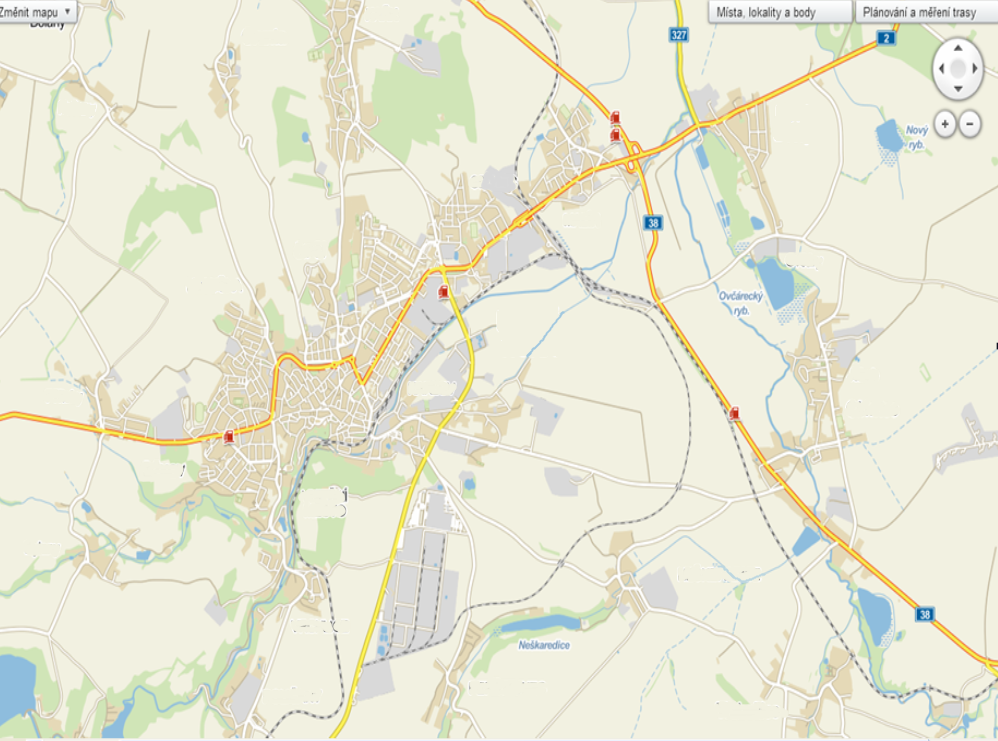 Změnit mapu ▼
Místa, lokality a body
Plánování a měření trasy
Dolany
327
2
Nový
ryb.
38
Ovčárecký
ryb.
38
Neškaredice